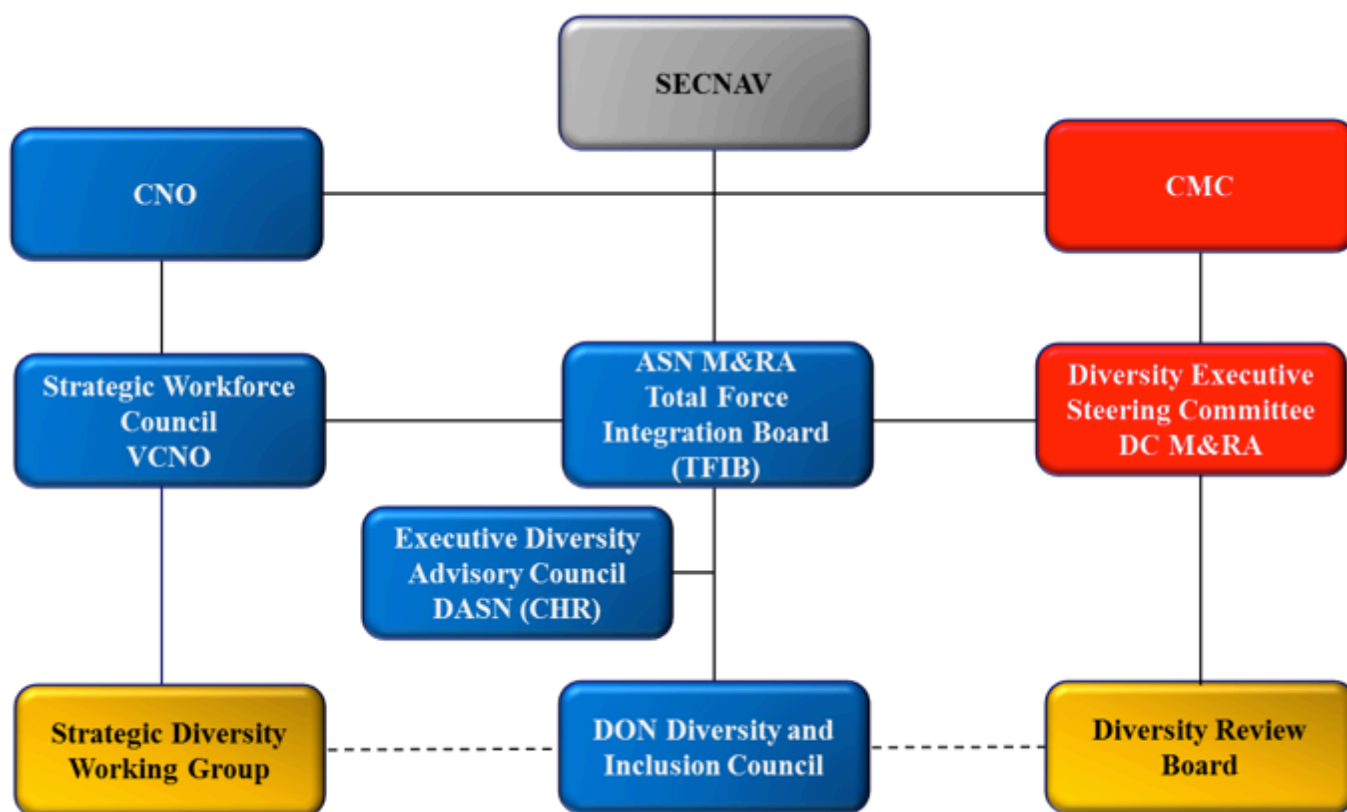 SECNAV
CNO
CMC
Strategic Workforce
Council
VCNO
ASN M&RA
Total Force
Integration Board
(TFIB)
Diversity Executive
Steering Committee
DC M&RA
Executive Diversity
Advisory Council
DASN (CHR)
Strategic Diversity
Working Group
DON Diversity and
Inclusion Council
Diversity Review
Board